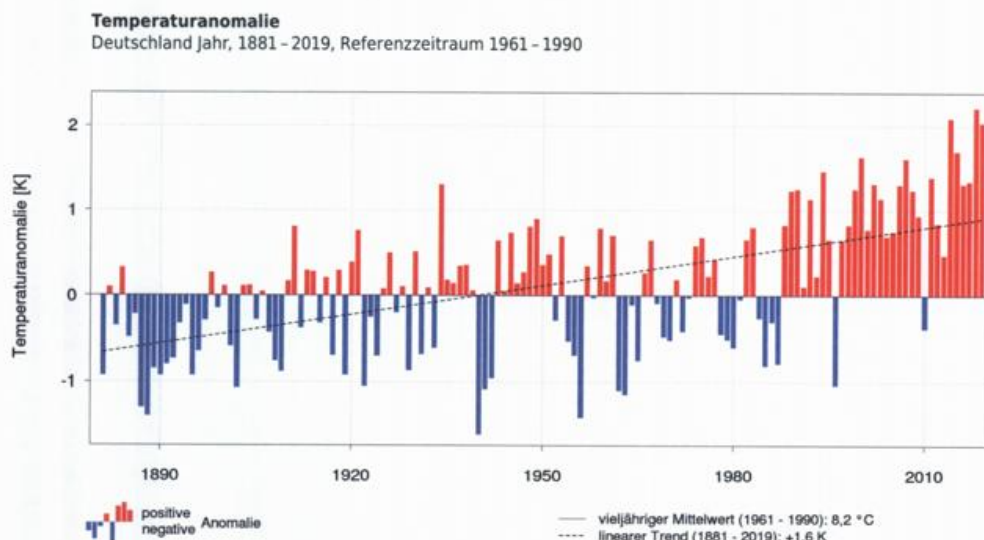 Temperaturanomalie
Deutschland Jahr, 1881 – 2019, Referenzzeitraum 1961 – 1990
Temperaturanomalie [K]
2
1
0
-1
1890
1920
1950
1980
2010
positive
negative
Anomalie
vieljähriger Mittelwert (1961 - 1990): 8,2 °C
linearer Trend (1881 - 2019): +1,6 K